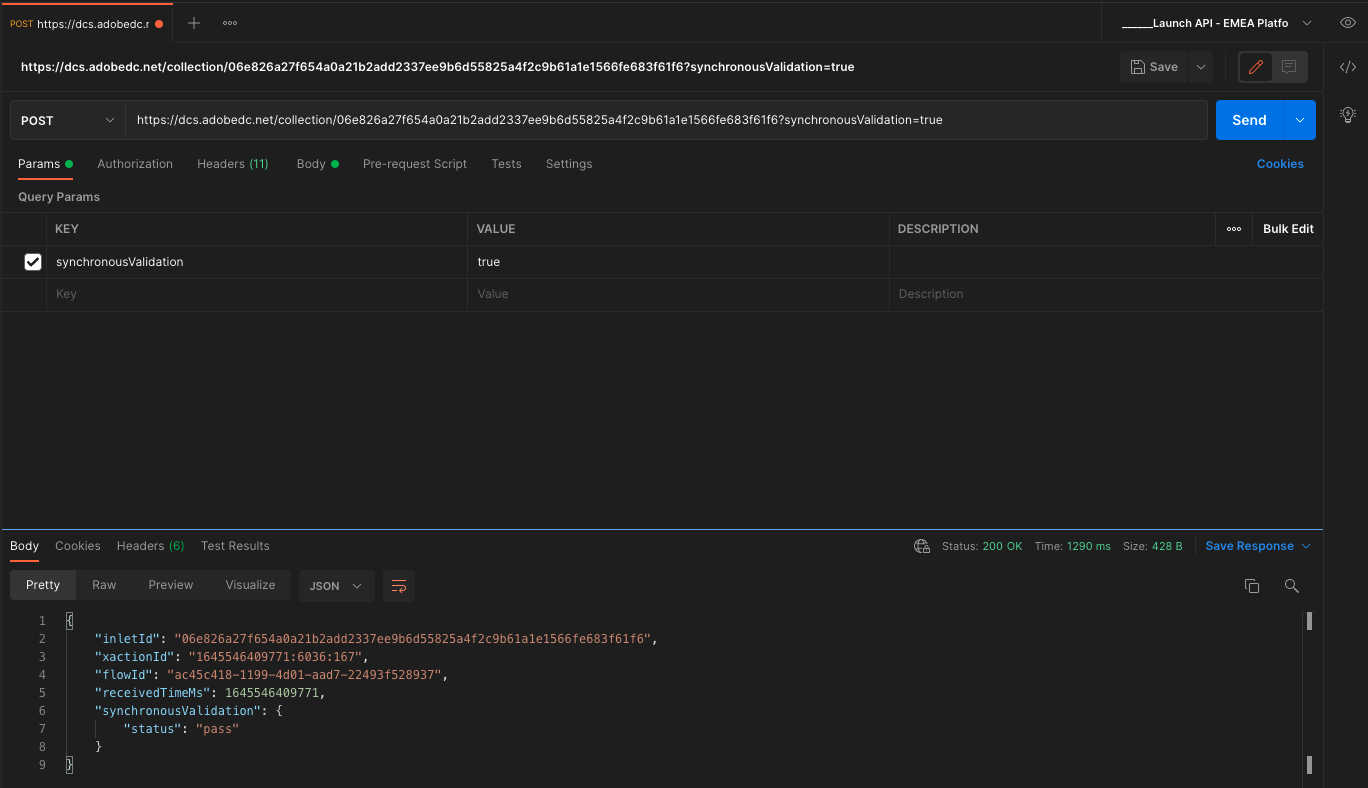 POST https://dcs.adobedc.r
______Launch API - EMEA Platfo
https://dcs.adobedc.net/collection/06e826a27f654a0a21b2add2337ee9b6d55825a4f2c9b61a1e1566fe683f61f6?synchronousValidation=true
Save
POST
https://dcs.adobedc.net/collection/06e826a27f654a0a21b2add2337ee9b6d55825a4f2c9b61a1e1566fe683f61f6?synchronousValidation=true
Send
Params Authorization Headers (11) Body Pre-request Script Tests Settings Cookies
Query Params
KEY VALUE DESCRIPTION Bulk Edit
synchronousValidation true
Key Value Description
Body Cookies Headers (6) Test Results Status: 200 OK Time: 1290 ms Size: 428 B Save Response
Pretty Raw Preview Visualize JSON
1 {
2 "inletId": "06e826a27f654a0a21b2add2337ee9b6d55825a4f2c9b61a1e1566fe683f61f6",
3 "xactionId": "1645546409771:6036:167",
4 "flowId": "ac45c418-1199-4d01-aad7-22493f528937",
5 "receivedTimeMs": 1645546409771,
6 "synchronousValidation": {
7 "status": "pass"
8 }
9 }